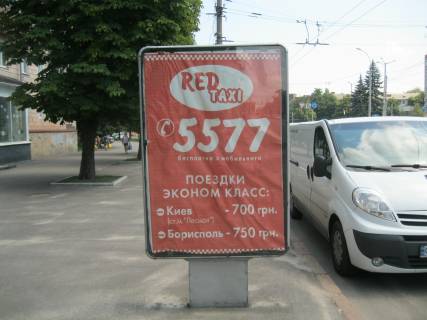 RED
TAXI
5577
бесплатно с мобильного
ПОЕЗДКИ
ЭКОНОМ КЛАСС:
Киев - 700 грн.
(ст.м "Лесная")
Борисполь - 750 грн.